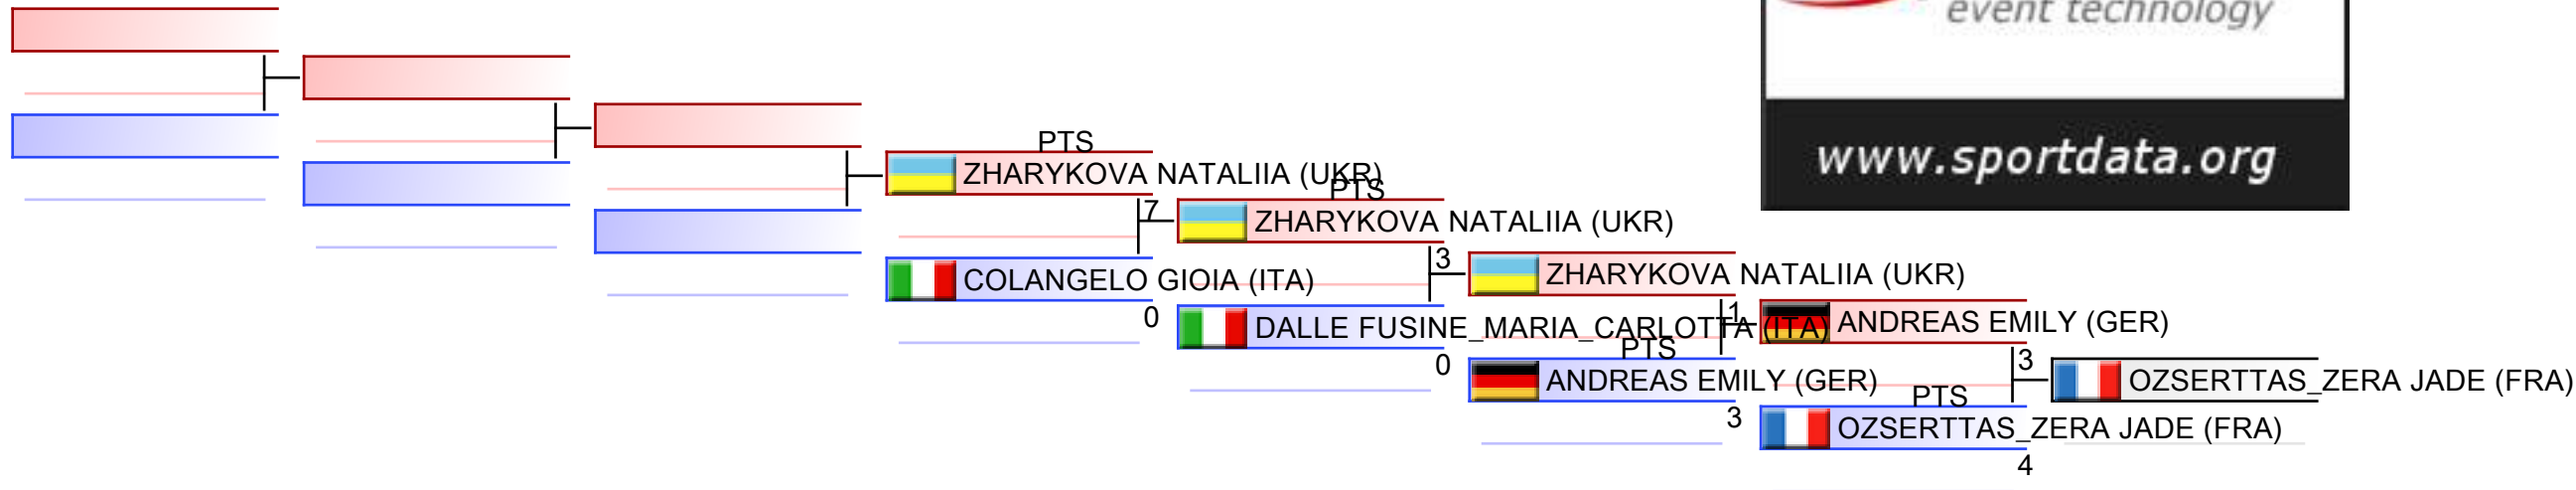 event technology
www.sportdata.org
PTS
ZHARYKOVA NATALIIA (UKR)
7
COLANGELO GIOIA (ITA)
0
PTS
ZHARYKOVA NATALIIA (UKR)
3
DALLE FUSINE_MARIA_CARLOTTA (ITA)
0
ZHARYKOVA NATALIIA (UKR)
1
PTS
ANDREAS EMILY (GER)
3
ANDREAS EMILY (GER)
3
PTS
OZSERTTAS_ZERA JADE (FRA)
4
OZSERTTAS_ZERA JADE (FRA)